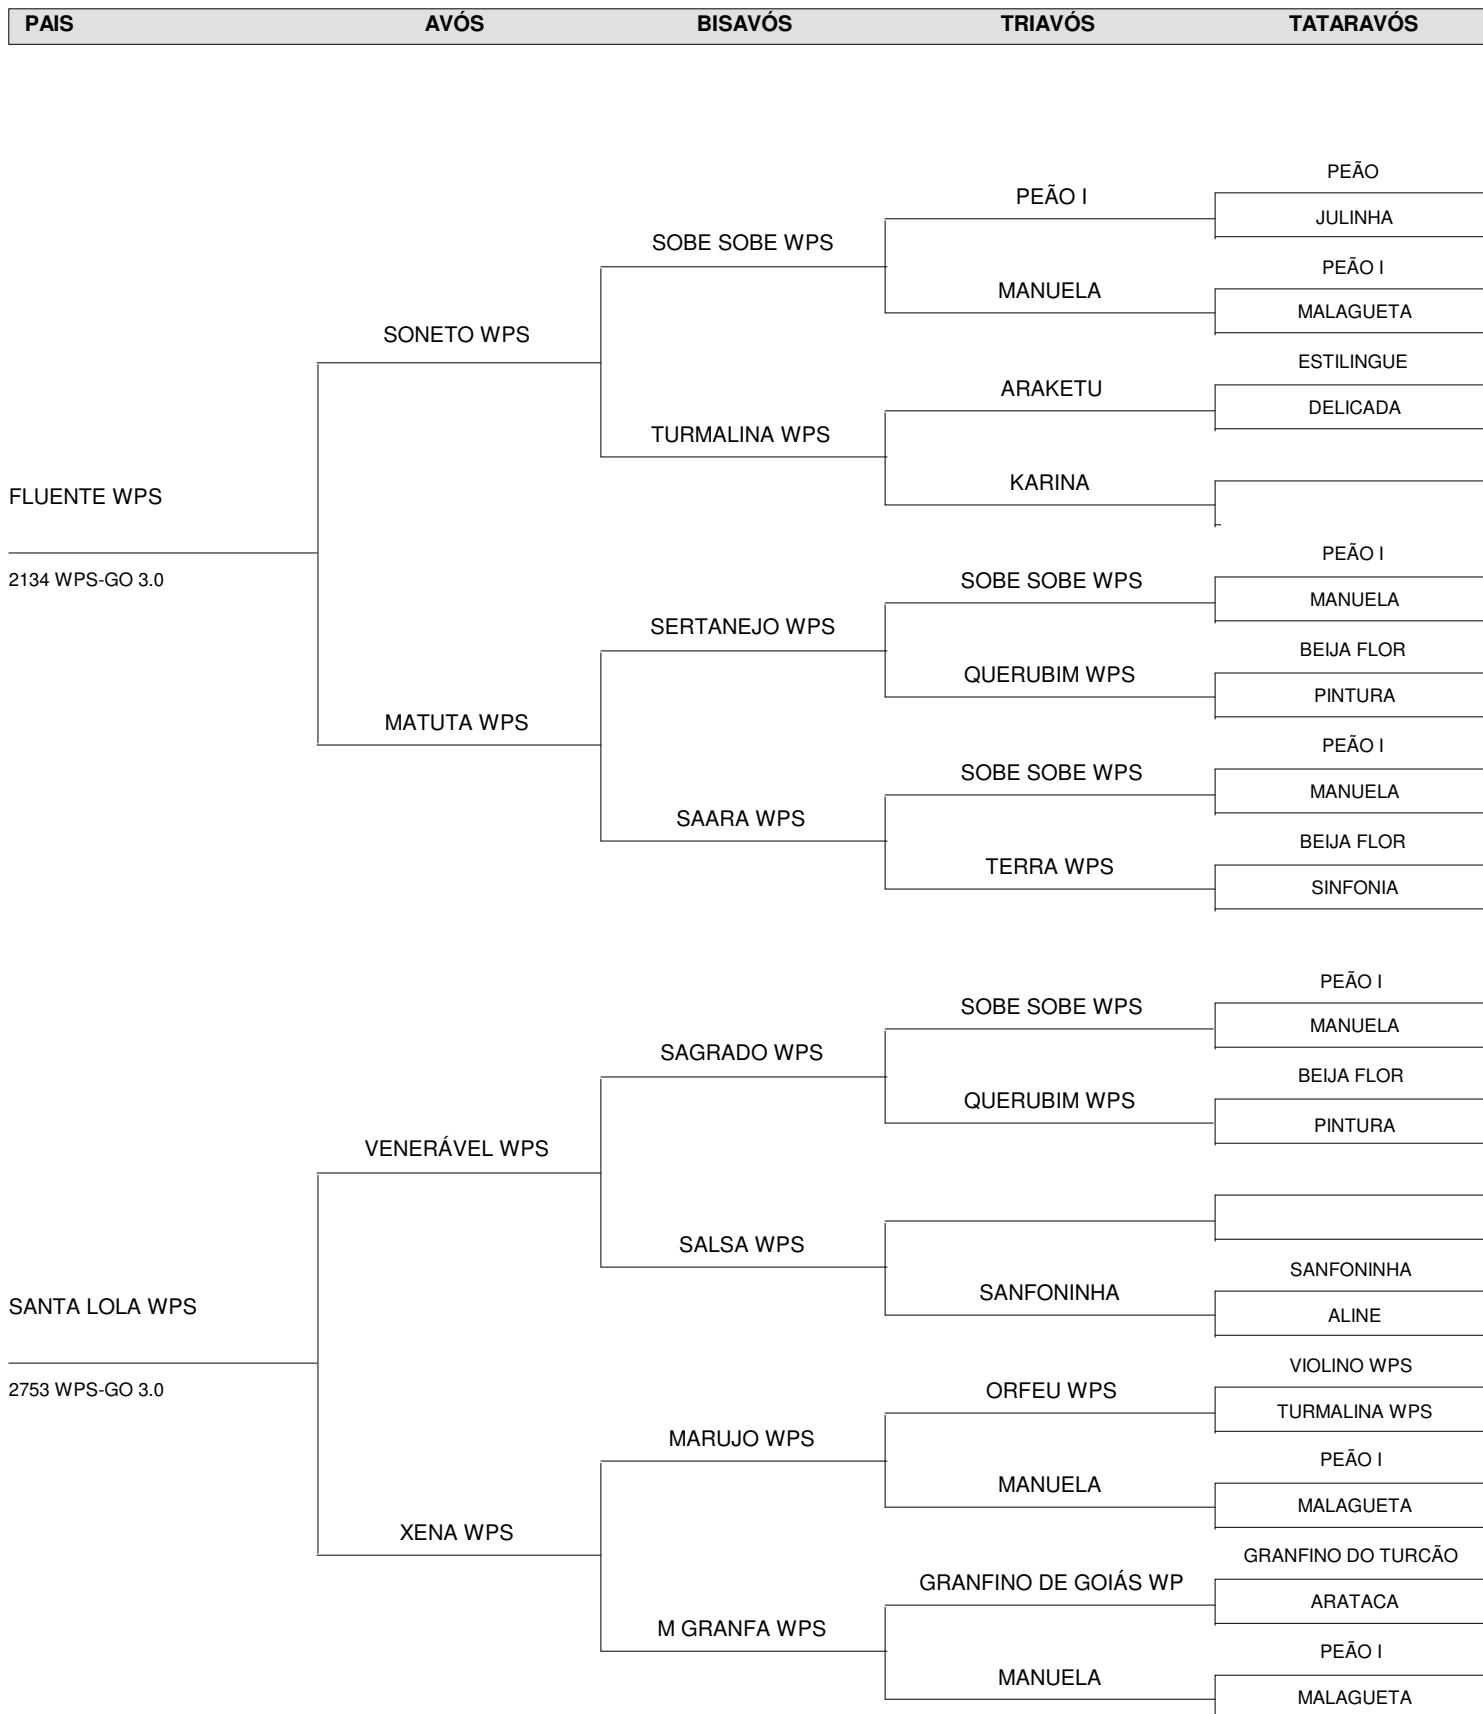 PAIS AVÓS BISAVÓS TRIAVÓS TATARAVÓS
PEÃO
PEÃO I
JULINHA
SOBE SOBE WPS
PEÃO I
MANUELA
MALAGUETA
SONETO WPS
ESTILINGUE
ARAKETU
DELICADA
TURMALINA WPS
KARINA
FLUENTE WPS
PEÃO I
2134 WPS-GO 3.0
SOBE SOBE WPS
MANUELA
SERTANEJO WPS
BEIJA FLOR
QUERUBIM WPS
PINTURA
MATUTA WPS
PEÃO I
SOBE SOBE WPS
MANUELA
SAARA WPS
BEIJA FLOR
TERRA WPS
SINFONIA
PEÃO I
SOBE SOBE WPS
MANUELA
SAGRADO WPS
BEIJA FLOR
QUERUBIM WPS
PINTURA
VENERÁVEL WPS
SALSA WPS
SANFONINHA
SANFONINHA
SANTA LOLA WPS
ALINE
VIOLINO WPS
2753 WPS-GO 3.0
ORFEU WPS
TURMALINA WPS
MARUJO WPS
PEÃO I
MANUELA
MALAGUETA
XENA WPS
GRANFINO DO TURCÃO
GRANFINO DE GOIÁS WP
ARATACA
M GRANFA WPS
PEÃO I
MANUELA
MALAGUETA